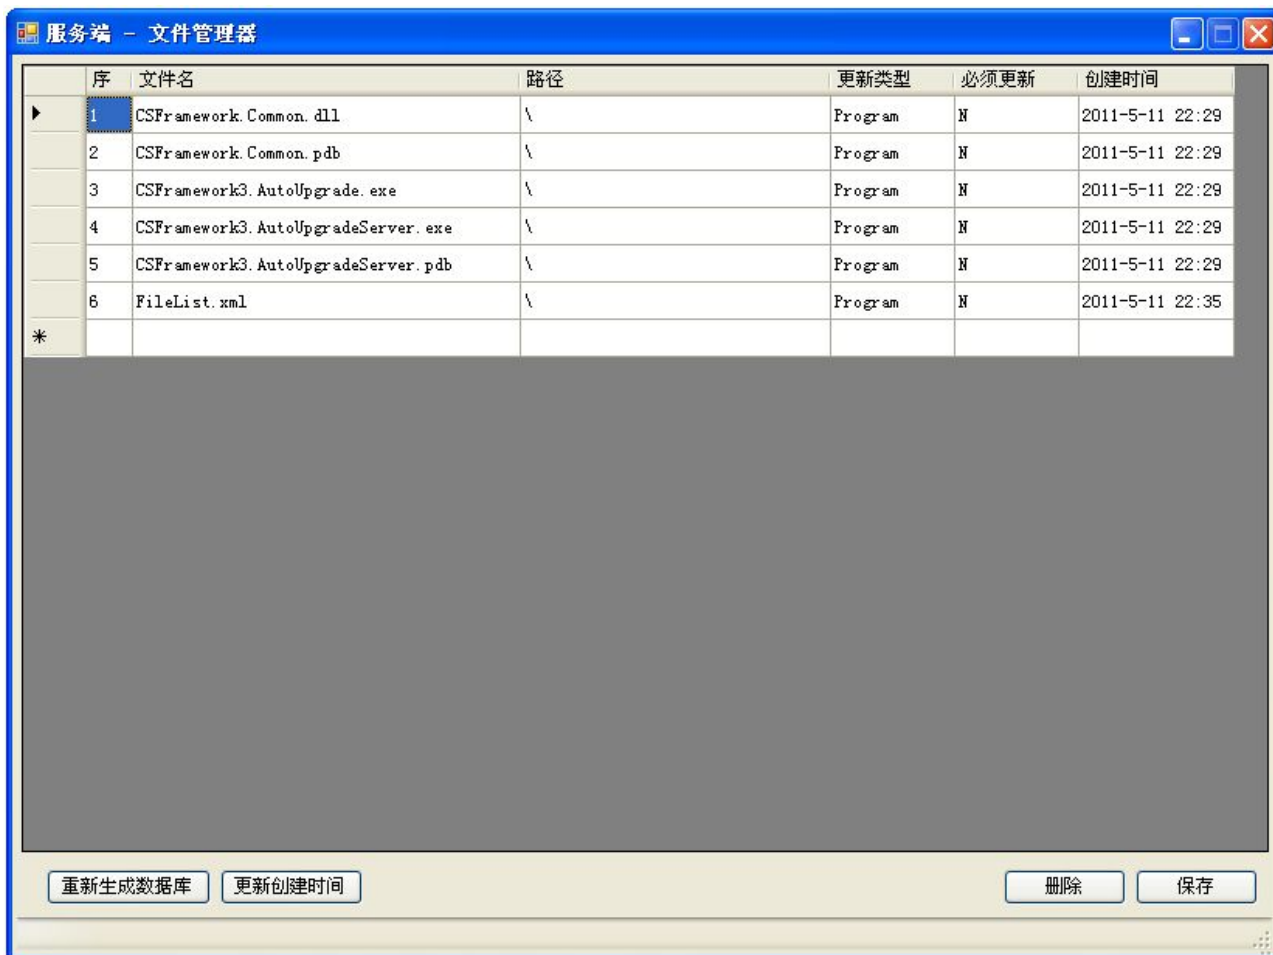 服务端 - 文件管理器
序 文件名 路径 更新类型 必须更新 创建时间
1 CSFramework.Common.dll \ Program N 2011-5-11 22:29
2 CSFramework.Common.pdb \ Program N 2011-5-11 22:29
3 CSFramework3.AutoUpgrade.exe \ Program N 2011-5-11 22:29
4 CSFramework3.AutoUpgradeServer.exe \ Program N 2011-5-11 22:29
5 CSFramework3.AutoUpgradeServer.pdb \ Program N 2011-5-11 22:29
6 FileList.xml \ Program N 2011-5-11 22:35
重新生成数据库 更新创建时间 删除 保存